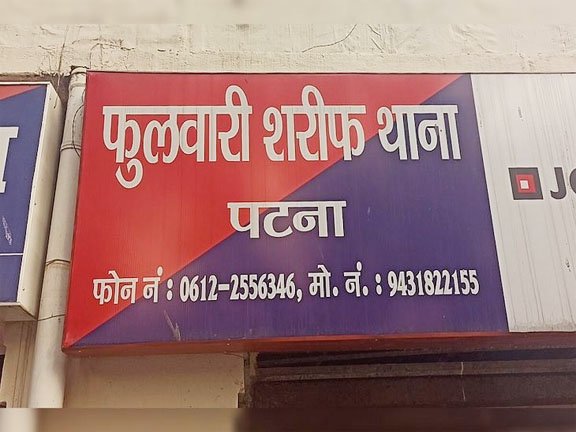 फुलवारी शरीफ थाना
पटना
फोन नं : 0612-2556346, मो. नं. : 9431822155